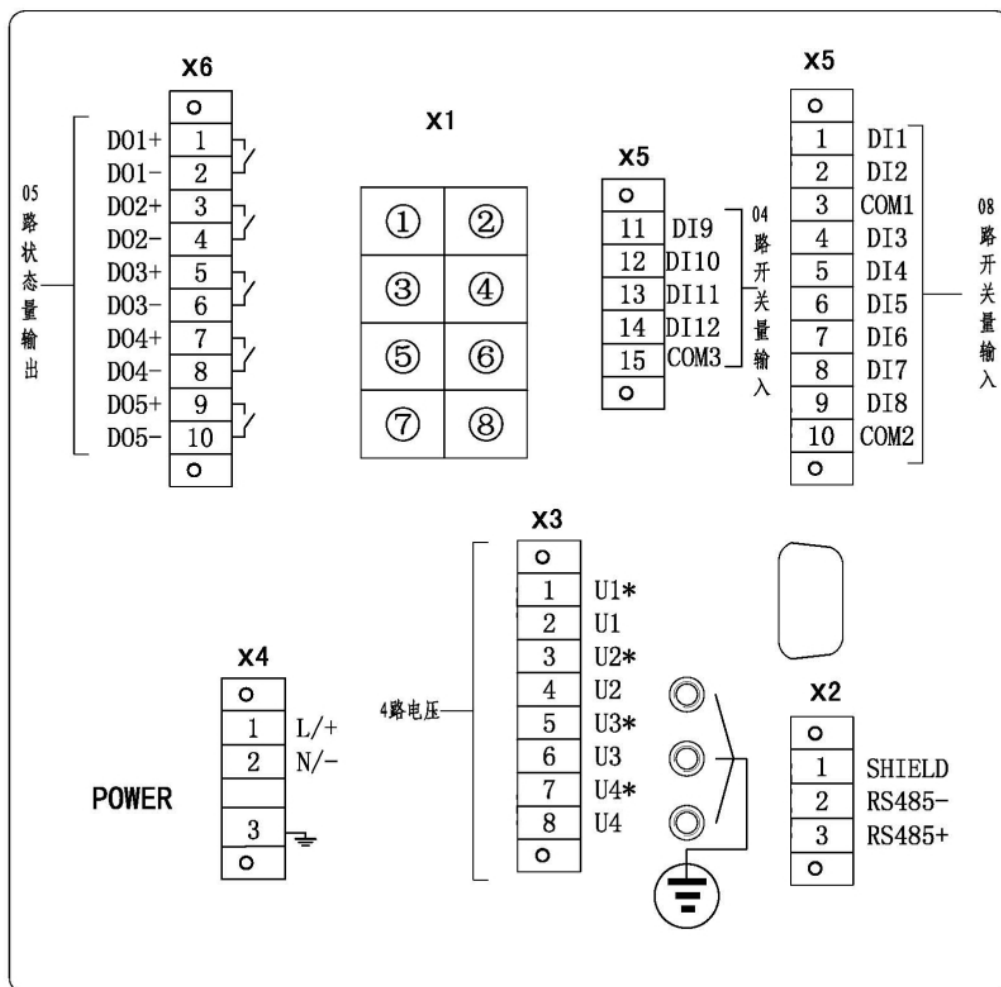 X6
1
2
3
4
5
6
7
8
9
10
DO1+
DO1-
DO2+
DO2-
DO3+
DO3-
DO4+
DO4-
DO5+
DO5-
05路状态量输出
X1
① ②
③ ④
⑤ ⑥
⑦ ⑧
X5
11 DI9
12 DI10
13 DI11
14 DI12
15 COM3
04路开关量输入
X5
1 DI1
2 DI2
3 COM1
4 DI3
5 DI4
6 DI5
7 DI6
8 DI7
9 DI8
10 COM2
08路开关量输入
X4
1 L/+
2 N/-
3
POWER
X3
1 U1*
2 U1
3 U2*
4 U2
5 U3*
6 U3
7 U4*
8 U4
4路电压
X2
1 SHIELD
2 RS485-
3 RS485+